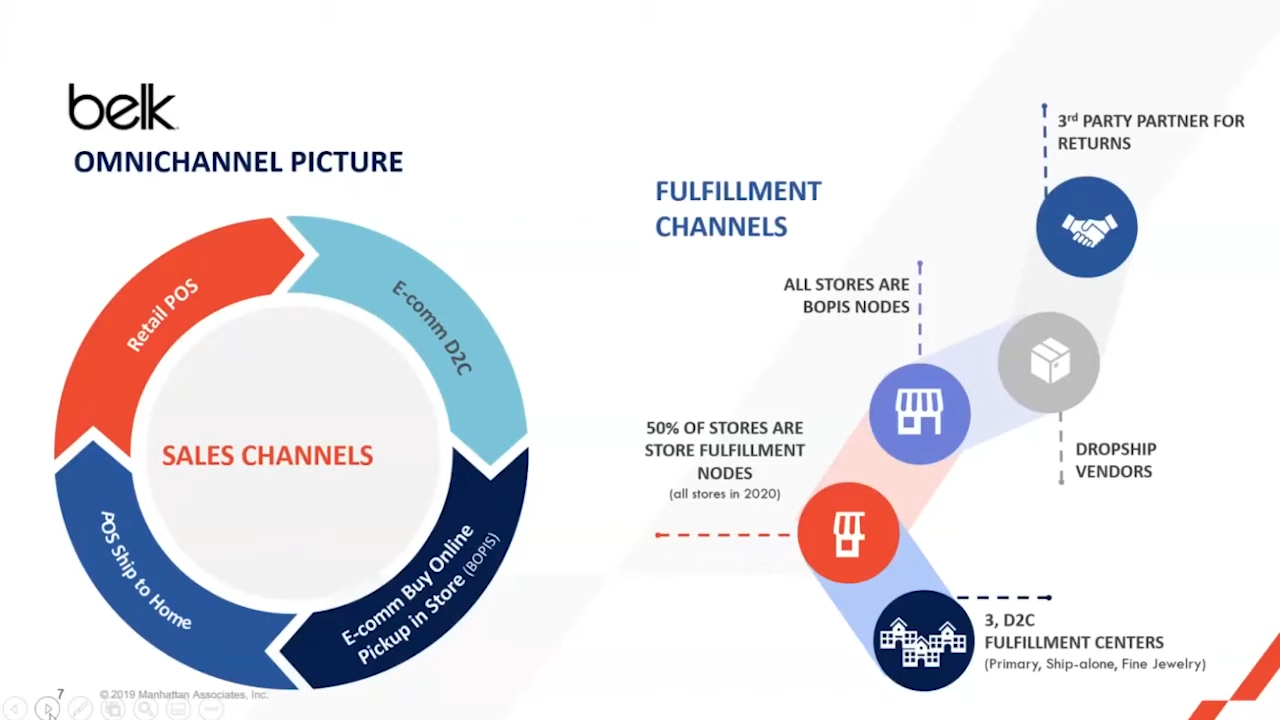 belk
OMNICHANNEL PICTURE
Retail POS
E-comm D2C
E-comm Buy Online
Pickup in Store (BOPIS)
POS Ship to Home
SALES CHANNELS
FULFILLMENT
CHANNELS
3rd PARTY PARTNER FOR
RETURNS
ALL STORES ARE
BOPIS NODES
DROPSHIP
VENDORS
50% OF STORES ARE
STORE FULFILLMENT
NODES
(all stores in 2020)
3, D2C
FULFILLMENT CENTERS
(Primary, Ship-alone, Fine Jewelry)
7
© 2019 Manhattan Associates, Inc.